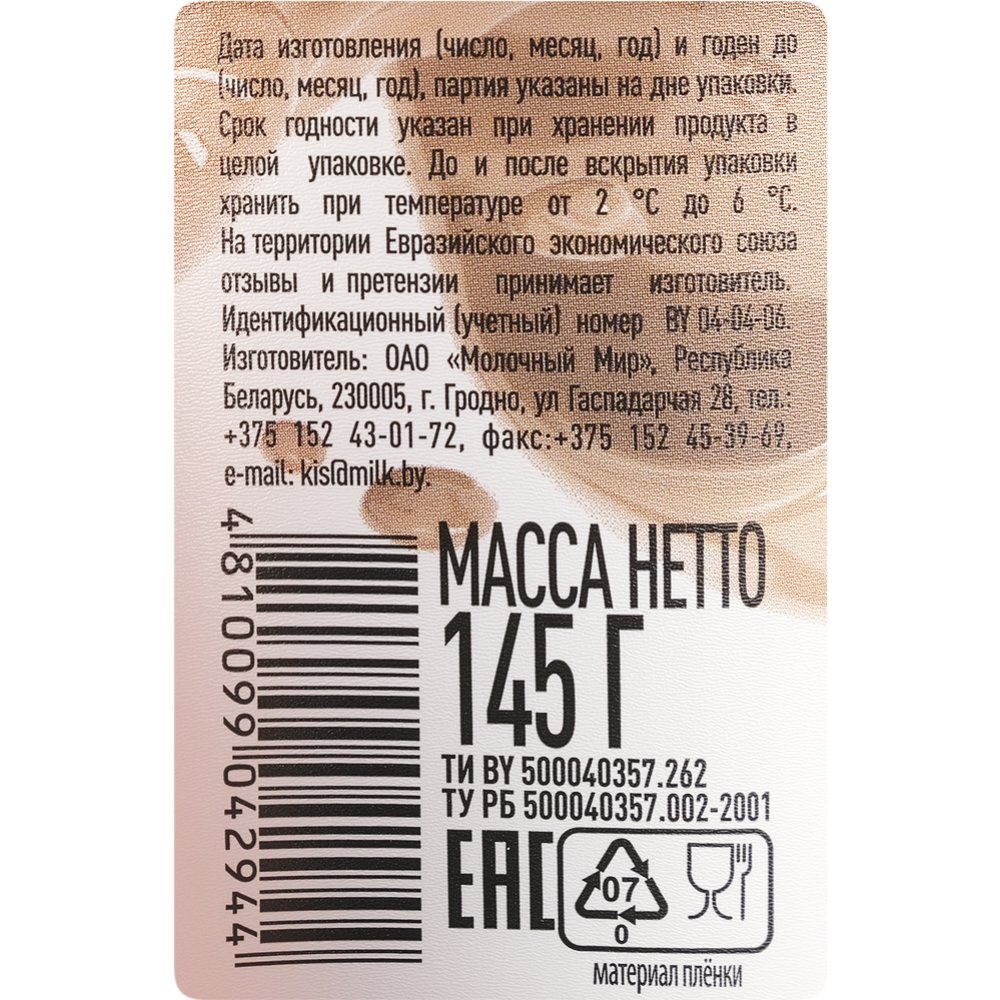 Дата изготовления (число, месяц, год) и годен до
(число, месяц, год), партия указаны на дне упаковки.
Срок годности указан при хранении продукта в
целой упаковке. До и после вскрытия упаковки
хранить при температуре от 2 °C до 6 °C.
На территории Евразийского экономического союза
отзывы и претензии принимает изготовитель.
Идентификационный (учетный) номер BY 04-04-06.
Изготовитель: ОАО «Молочный Мир», Республика
Беларусь, 230005, г. Гродно, ул Гаспадарчая 28, тел.:
+375 152 43-01-72, факс:+375 152 45-39-69,
e-mail: kis@milk.by.
4810099042944
МАССА НЕТТО
145 Г
ТИ BY 500040357.262
ТУ РБ 500040357.002-2001
EAC
07
0
материал плёнки